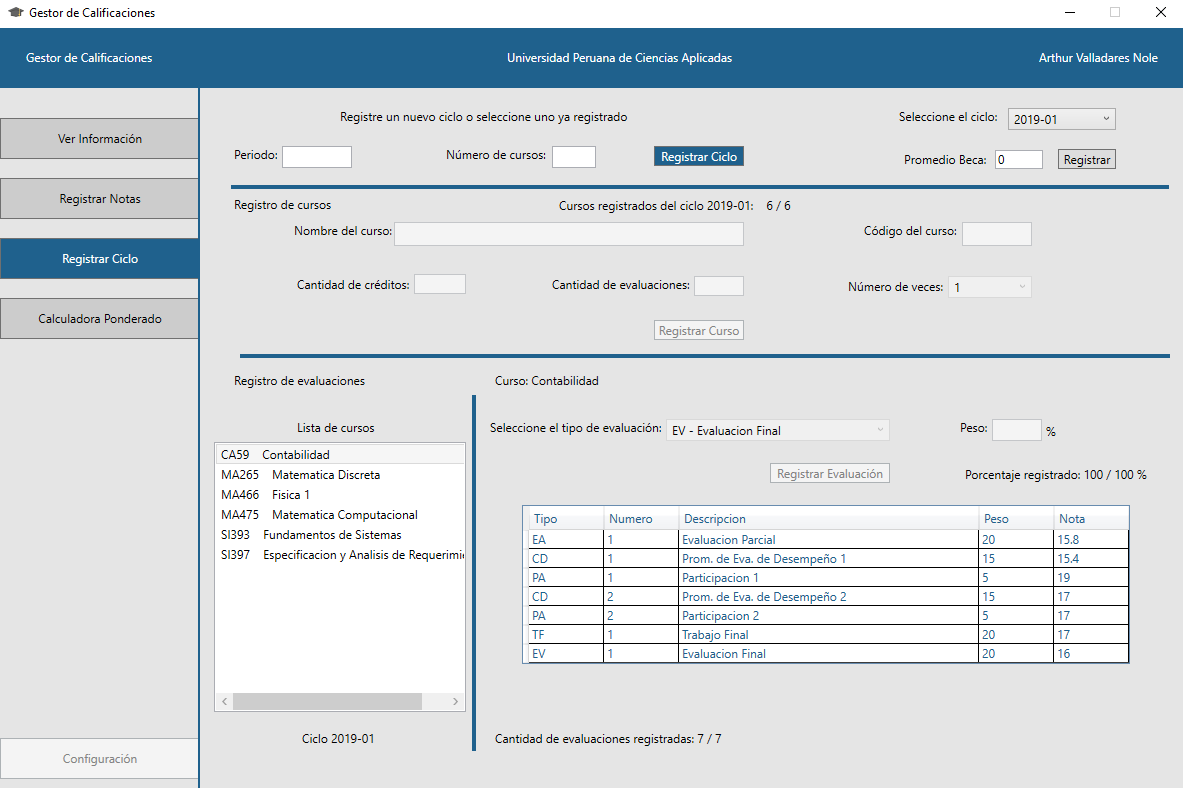 Gestor de Calificaciones
Gestor de Calificaciones Universidad Peruana de Ciencias Aplicadas Arthur Valladares Nole
Ver Información
Registrar Notas
Registrar Ciclo
Calculadora Ponderado
Configuración
Registre un nuevo ciclo o seleccione uno ya registrado Seleccione el ciclo: 2019-01
Periodo: Número de cursos: Registrar Ciclo Promedio Beca: 0 Registrar
Registro de cursos Cursos registrados del ciclo 2019-01: 6 / 6
Nombre del curso: Código del curso:
Cantidad de créditos: Cantidad de evaluaciones: Número de veces: 1
Registrar Curso
Registro de evaluaciones
Lista de cursos
CA59 Contabilidad
MA265 Matematica Discreta
MA466 Fisica 1
MA475 Matematica Computacional
SI393 Fundamentos de Sistemas
SI397 Especificacion y Analisis de Requerimie
Ciclo 2019-01
Curso: Contabilidad
Seleccione el tipo de evaluación: EV - Evaluacion Final Peso: %
Registrar Evaluación Porcentaje registrado: 100 / 100 %
Tipo Numero Descripcion Peso Nota
EA 1 Evaluacion Parcial 20 15.8
CD 1 Prom. de Eva. de Desempeño 1 15 15.4
PA 1 Participacion 1 5 19
CD 2 Prom. de Eva. de Desempeño 2 15 17
PA 2 Participacion 2 5 17
TF 1 Trabajo Final 20 17
EV 1 Evaluacion Final 20 16
Cantidad de evaluaciones registradas: 7 / 7